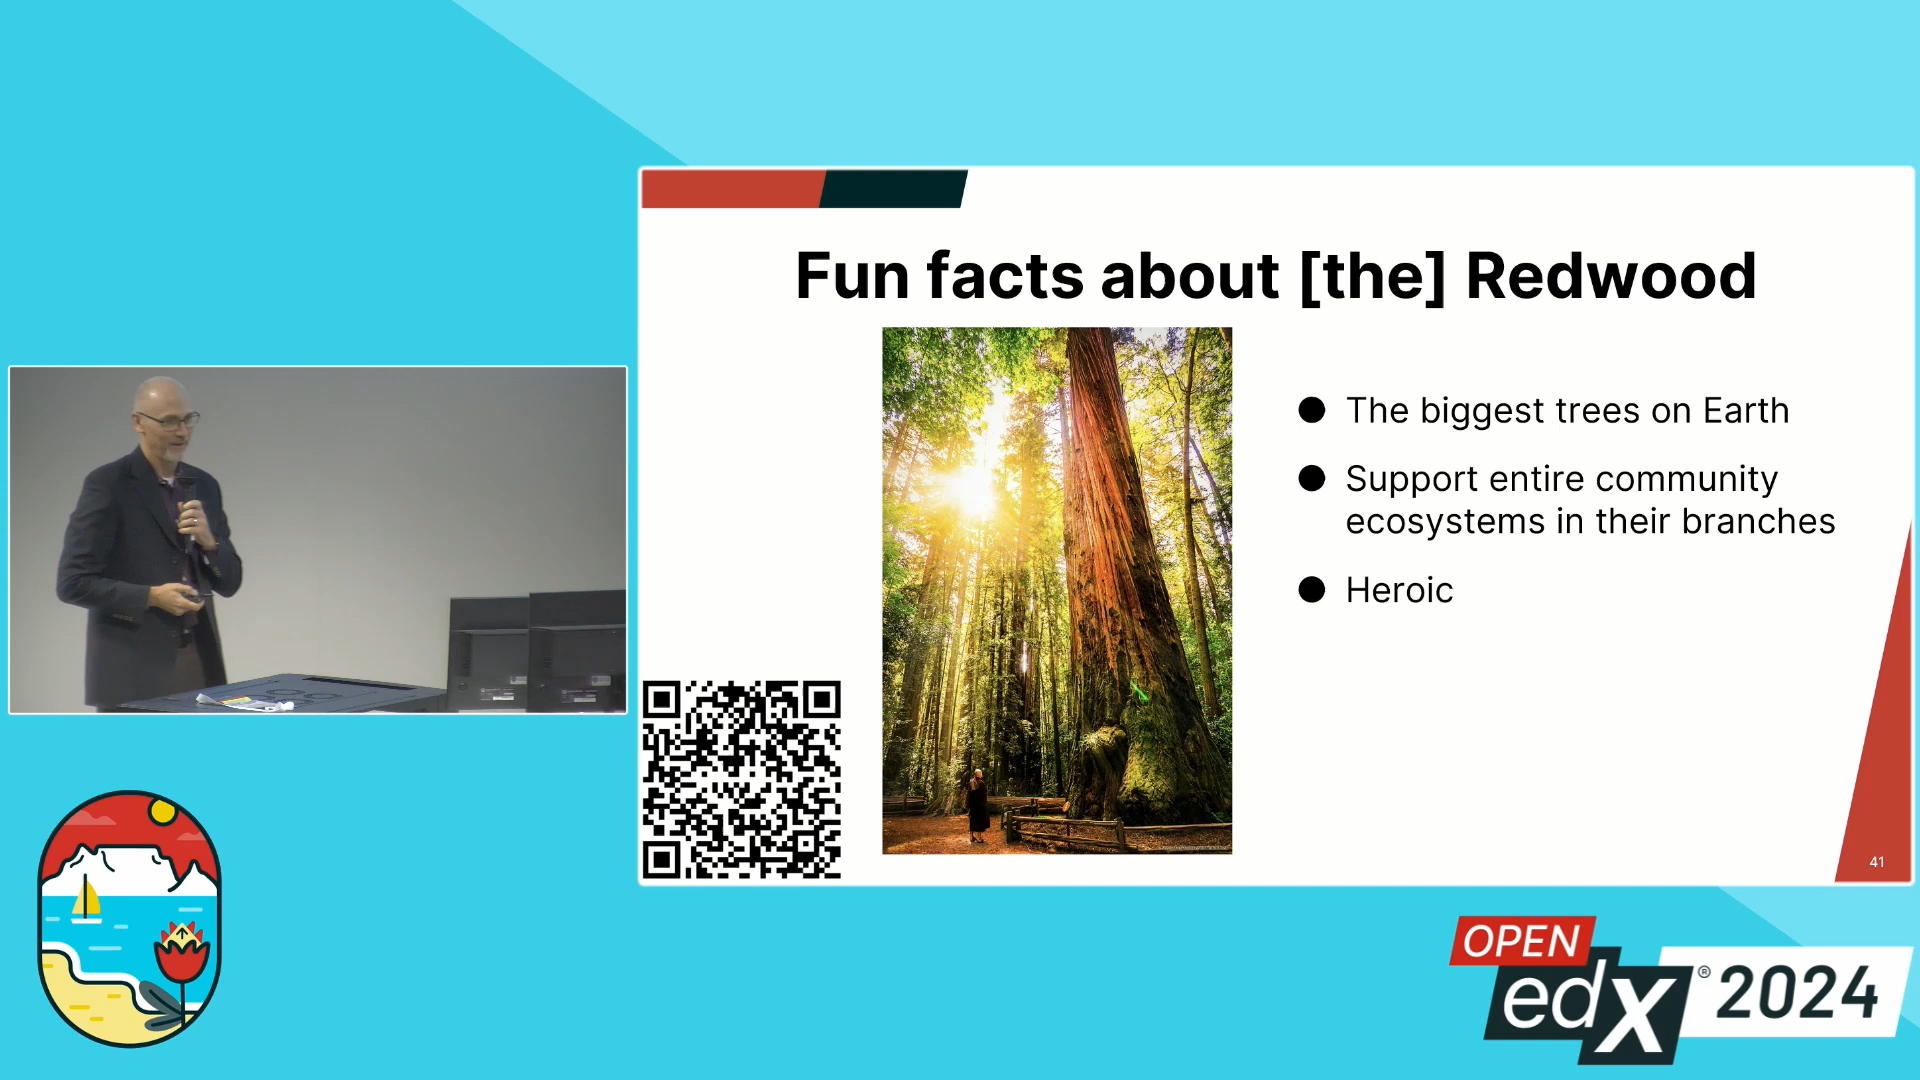 Fun facts about [the] Redwood
● The biggest trees on Earth
● Support entire community
ecosystems in their branches
● Heroic
41
OPEN
edX ® 2024